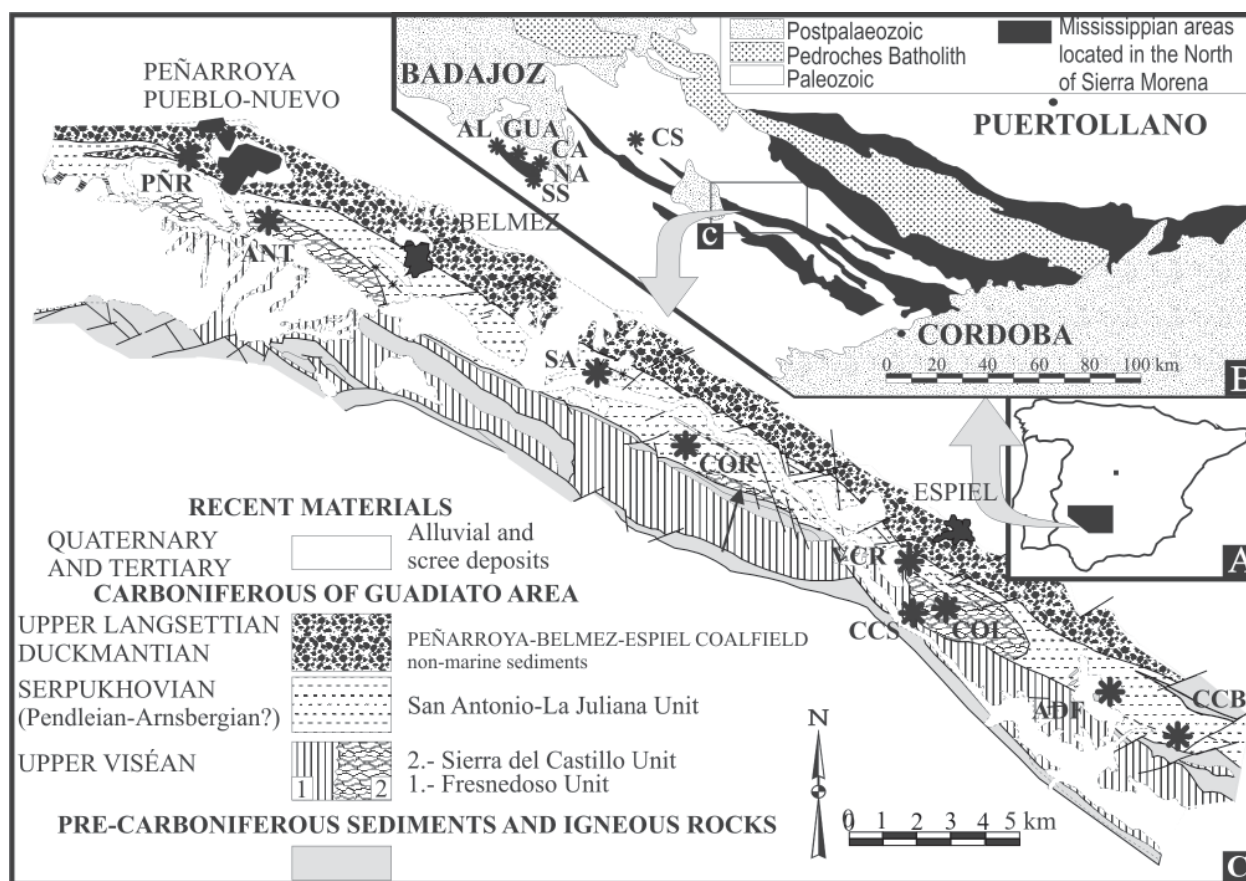 PEÑARROYA
PUEBLO-NUEVO
PÑR
ANT
BELMEZ
SA
COR
ESPIEL
VCR
CCS
COL
ADF
CCB
BADAJOZ
AL GUA
CA
NA
SS
CS
C
Postpalaeozoic
Pedroches Batholith
Paleozoic
Mississippian areas
located in the North
of Sierra Morena
PUERTOLLANO
CORDOBA
0 20 40 60 80 100 km
B
A
RECENT MATERIALS
QUATERNARY
AND TERTIARY
Alluvial and
scree deposits
CARBONIFEROUS OF GUADIATO AREA
UPPER LANGSETTIAN
DUCKMANTIAN
PEÑARROYA-BELMEZ-ESPIEL COALFIELD
non-marine sediments
SERPUKHOVIAN
(Pendleian-Arnsbergian?)
San Antonio-La Juliana Unit
UPPER VISÉAN
1
2
2.- Sierra del Castillo Unit
1.- Fresnedoso Unit
PRE-CARBONIFEROUS SEDIMENTS AND IGNEOUS ROCKS
N
0 1 2 3 4 5 km
C